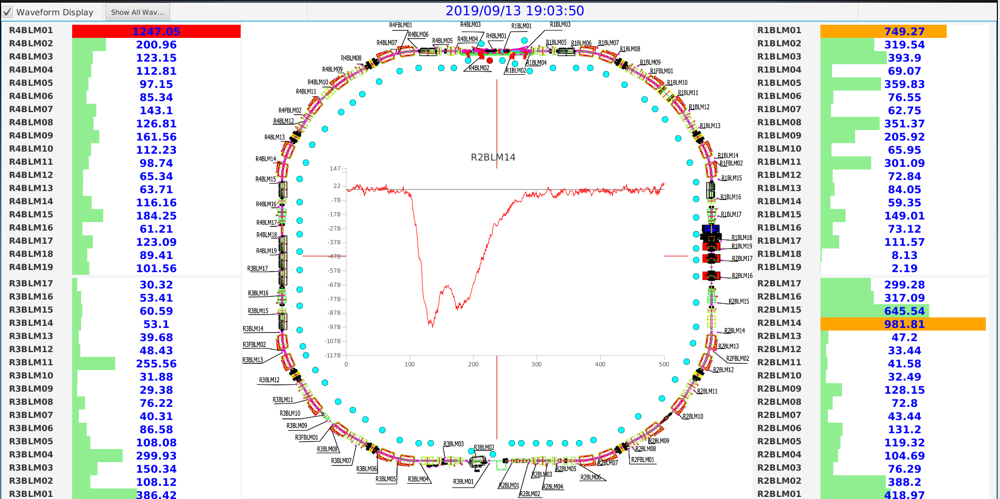 Waveform Display
Show All Wav...
2019/09/13 19:03:50
R4BLM01 1247.05
R4BLM02 200.96
R4BLM03 123.15
R4BLM04 112.81
R4BLM05 97.15
R4BLM06 85.34
R4BLM07 143.1
R4BLM08 126.81
R4BLM09 161.56
R4BLM10 112.23
R4BLM11 98.74
R4BLM12 65.34
R4BLM13 63.71
R4BLM14 116.16
R4BLM15 184.25
R4BLM16 61.21
R4BLM17 123.09
R4BLM18 89.41
R4BLM19 101.56
R3BLM17 30.32
R3BLM16 53.41
R3BLM15 60.59
R3BLM14 53.1
R3BLM13 39.68
R3BLM12 48.43
R3BLM11 255.56
R3BLM10 31.88
R3BLM09 29.38
R3BLM08 76.22
R3BLM07 40.31
R3BLM06 86.58
R3BLM05 108.08
R3BLM04 299.93
R3BLM03 150.34
R3BLM02 108.12
R3BLM01 386.42
R4FBLM01
R4BLM03
R1BLM01
R1BLM03
R4BLM06
R4BLM01
R4BLM07
R4BLM05
R4BLM04
R1BLM05
R1BLM06
R1BLM07
R1BLM08
R4BLM08
R4BLM09
R4BLM02
R1BLM02
R1BLM04
R1BLM09
R1FBLM01
R4BLM10
R1BLM10
R4BLM11
R1BLM11
R4FBLM02
R1BLM12
R4BLM12
R1BLM13
R4BLM13
R4BLM14
R1BLM14
R1FBLM02
R4BLM15
R1BLM15
R4BLM16
R1BLM16
R4BLM17
R1BLM17
R4BLM18
R1BLM18
R4BLM19
R1BLM19
R2BLM17
R3BLM17
R2BLM16
R3BLM16
R2BLM15
R3BLM15
R3BLM14
R2BLM14
R3FBLM02
R2BLM13
R3BLM13
R2FBLM02
R2BLM12
R3BLM12
R2BLM11
R3BLM11
R3BLM10
R2BLM10
R3BLM09
R3FBLM01
R2BLM09
R3BLM08
R2BLM08
R3BLM03
R3BLM02
R3BLM07
R2FBLM01
R2BLM07
R3BLM06
R2BLM05
R3BLM05
R3BLM04
R3BLM01
R2BLM03
R2BLM06
R2BLM01
R2BLM04
R2BLM02
R2BLM14
147
22
-78
-178
-278
-378
-478
-578
-678
-778
-878
-978
-1078
-1178
0 100 200 300 400 500
R1BLM01 749.27
R1BLM02 319.54
R1BLM03 393.9
R1BLM04 69.07
R1BLM05 359.83
R1BLM06 76.55
R1BLM07 62.75
R1BLM08 351.37
R1BLM09 205.92
R1BLM10 65.95
R1BLM11 301.09
R1BLM12 72.84
R1BLM13 84.05
R1BLM14 59.35
R1BLM15 149.01
R1BLM16 73.12
R1BLM17 111.57
R1BLM18 8.13
R1BLM19 2.19
R2BLM17 299.28
R2BLM16 317.09
R2BLM15 645.54
R2BLM14 981.81
R2BLM13 47.2
R2BLM12 33.44
R2BLM11 41.58
R2BLM10 32.49
R2BLM09 128.15
R2BLM08 72.8
R2BLM07 43.44
R2BLM06 131.2
R2BLM05 119.32
R2BLM04 104.69
R2BLM03 76.29
R2BLM02 388.2
R2BLM01 418.97